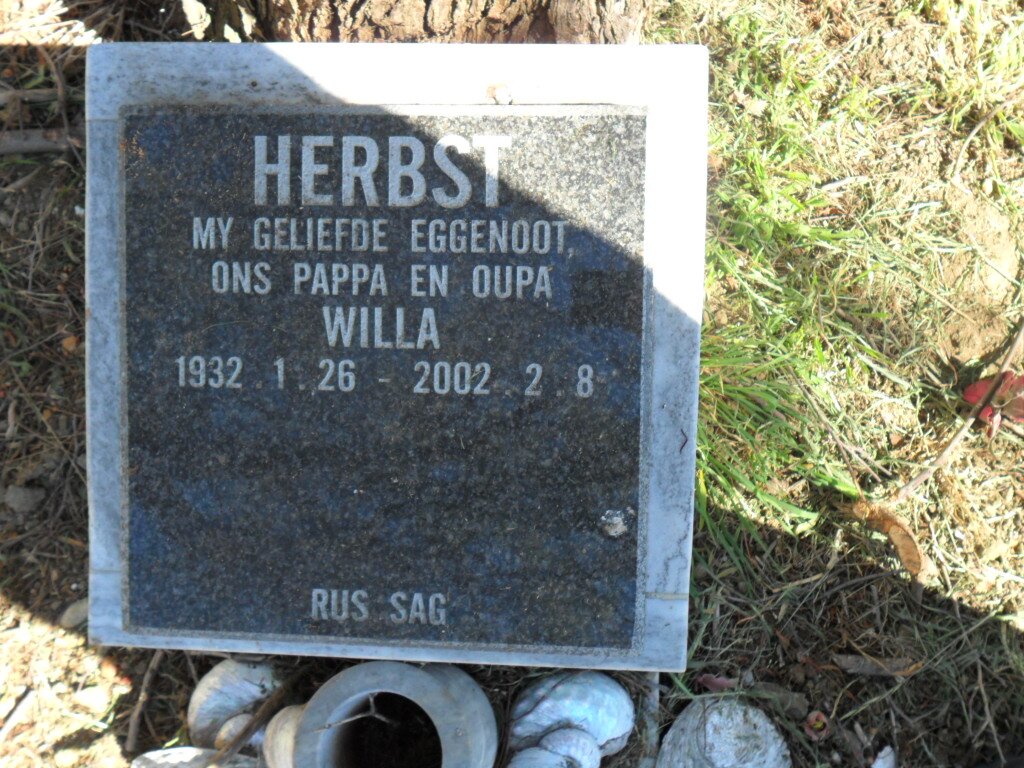 HERBST
MY GELIEFDE EGGENOOT,
ONS PAPPA EN OUPA
WILLA
1932.1.26 - 2002.2.8
RUS SAG